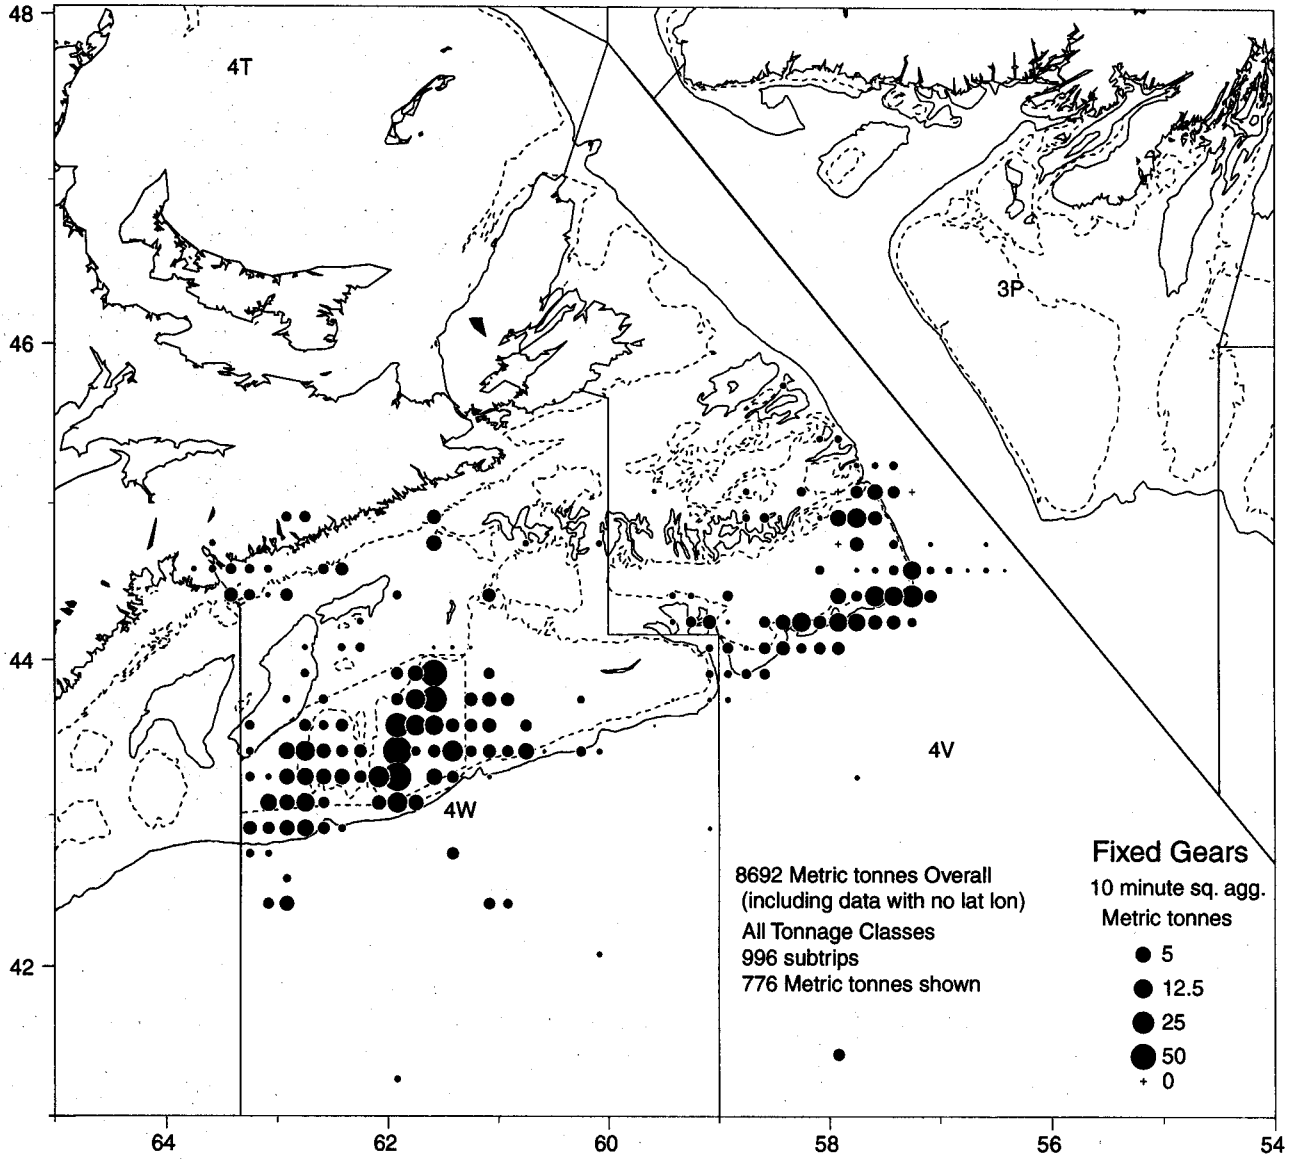 48
4T
3P
46
44
4V
4W
Fixed Gears
8692 Metric tonnes Overall
10 minute sq. agg.
(including data with no lat lon)
Metric tonnes
All Tonnage Classes
5
996 subtrips
776 Metric tonnes shown
12.5
42
25
50
+ 0
64
62
60
58
56
54